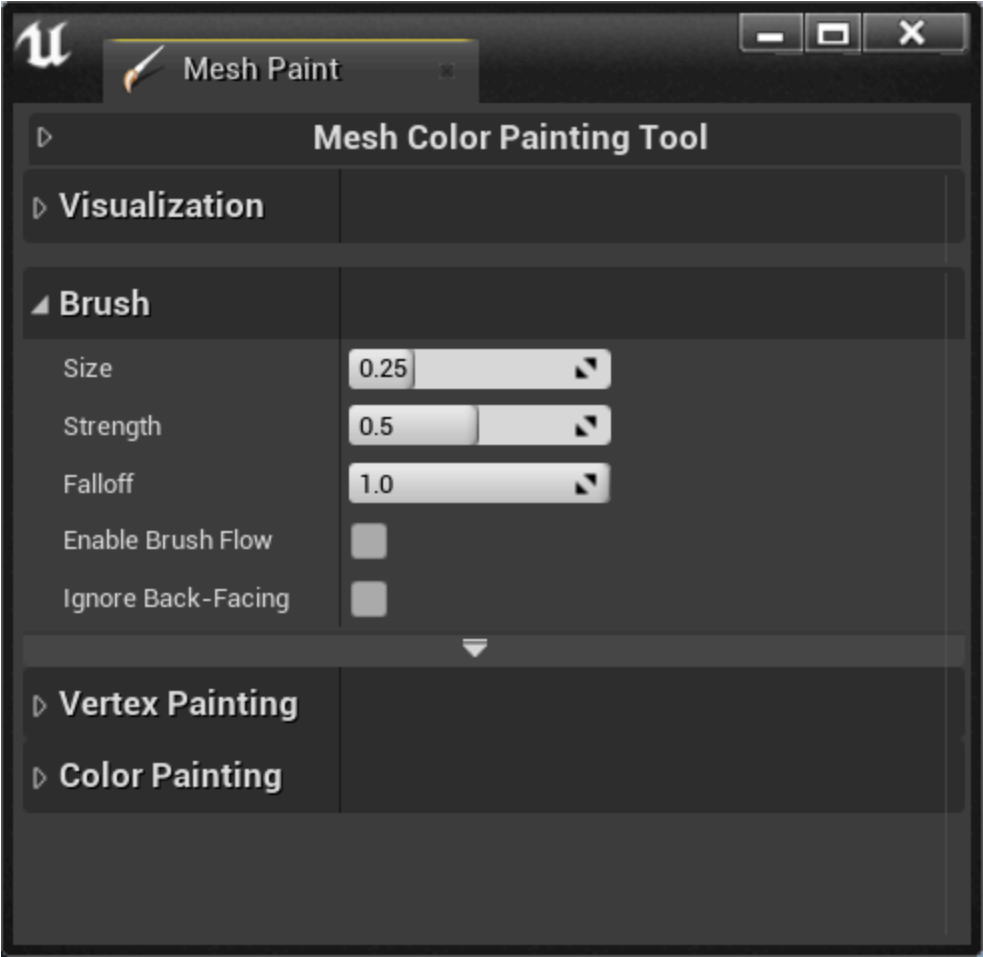 Mesh Paint
Mesh Color Painting Tool
Visualization
Brush
Size 0.25
Strength 0.5
Falloff 1.0
Enable Brush Flow
Ignore Back-Facing
Vertex Painting
Color Painting